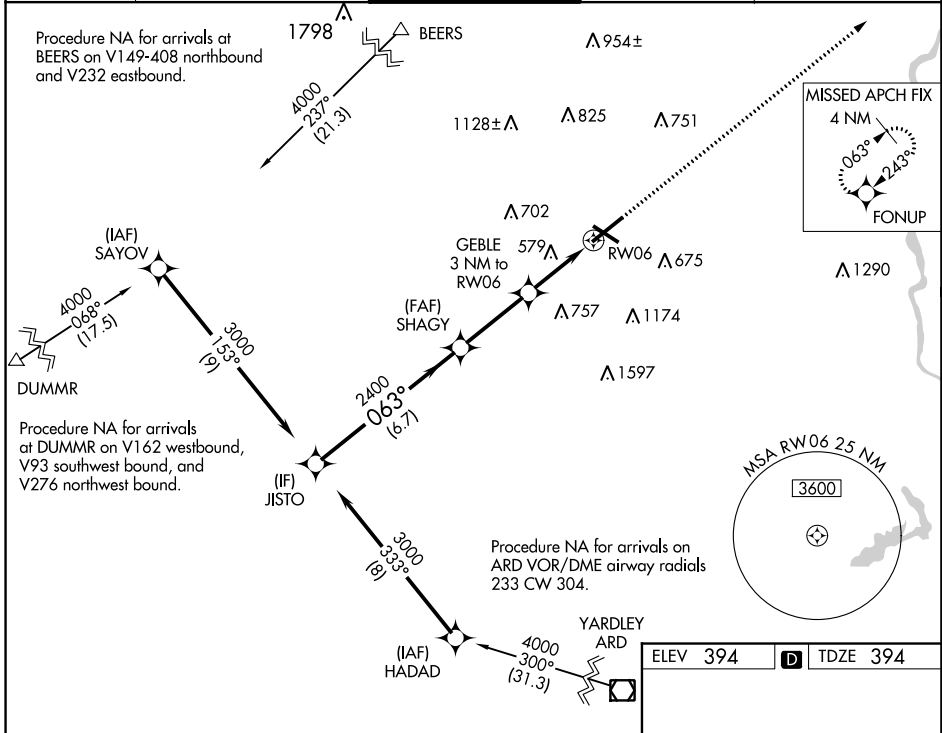 Procedure NA for arrivals at
BEERS on V149-408 northbound
and V232 eastbound.
1798
BEERS
4000
237°
(21.3)
954±
1128±
825
751
MISSED APCH FIX
4 NM
063°
243°
FONUP
702
GEBLE
3 NM to
RW06
579
RW06
675
1290
(IAF)
SAYOV
4000
068°
(17.5)
DUMMR
3000
153°
(9)
(FAF)
SHAGY
757
1174
1597
2400
063°
(6.7)
Procedure NA for arrivals
at DUMMR on V162 westbound,
V93 southwest bound, and
V276 northwest bound.
(IF)
JISTO
MSA RW06 25 NM
3600
3000
333°
(8)
Procedure NA for arrivals on
ARD VOR/DME airway radials
233 CW 304.
(IAF)
HADAD
4000
300°
(31.3)
YARDLEY
ARD
ELEV 394 D TDZE 394